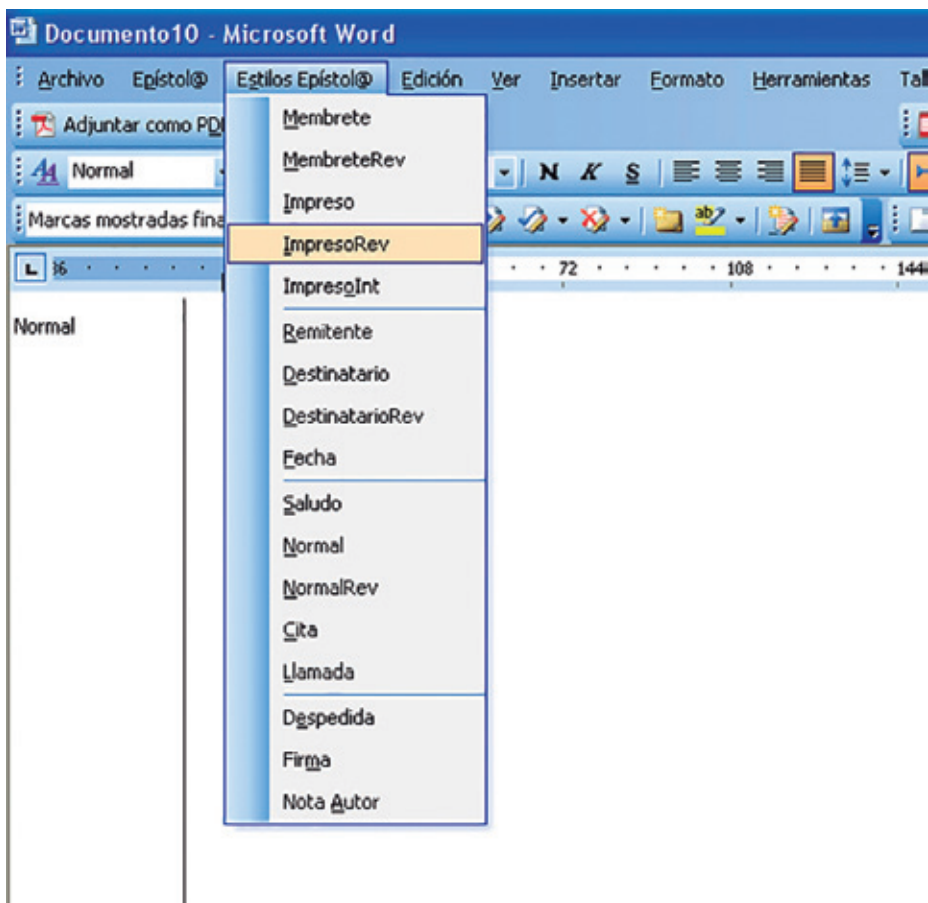 Documento10 - Microsoft Word
Archivo Epístol@ Estilos Epístol@ Edición Ver Insertar Formato Herramientas
Adjuntar como
Normal N K S
Marcas mostradas
36 72 108 144
Normal
Membrete
MembreteRev
Impreso
ImpresoRev
ImpresoInt
Remitente
Destinatario
DestinatarioRev
Fecha
Saludo
Normal
NormalRev
Cita
Llamada
Despedida
Firma
Nota Autor